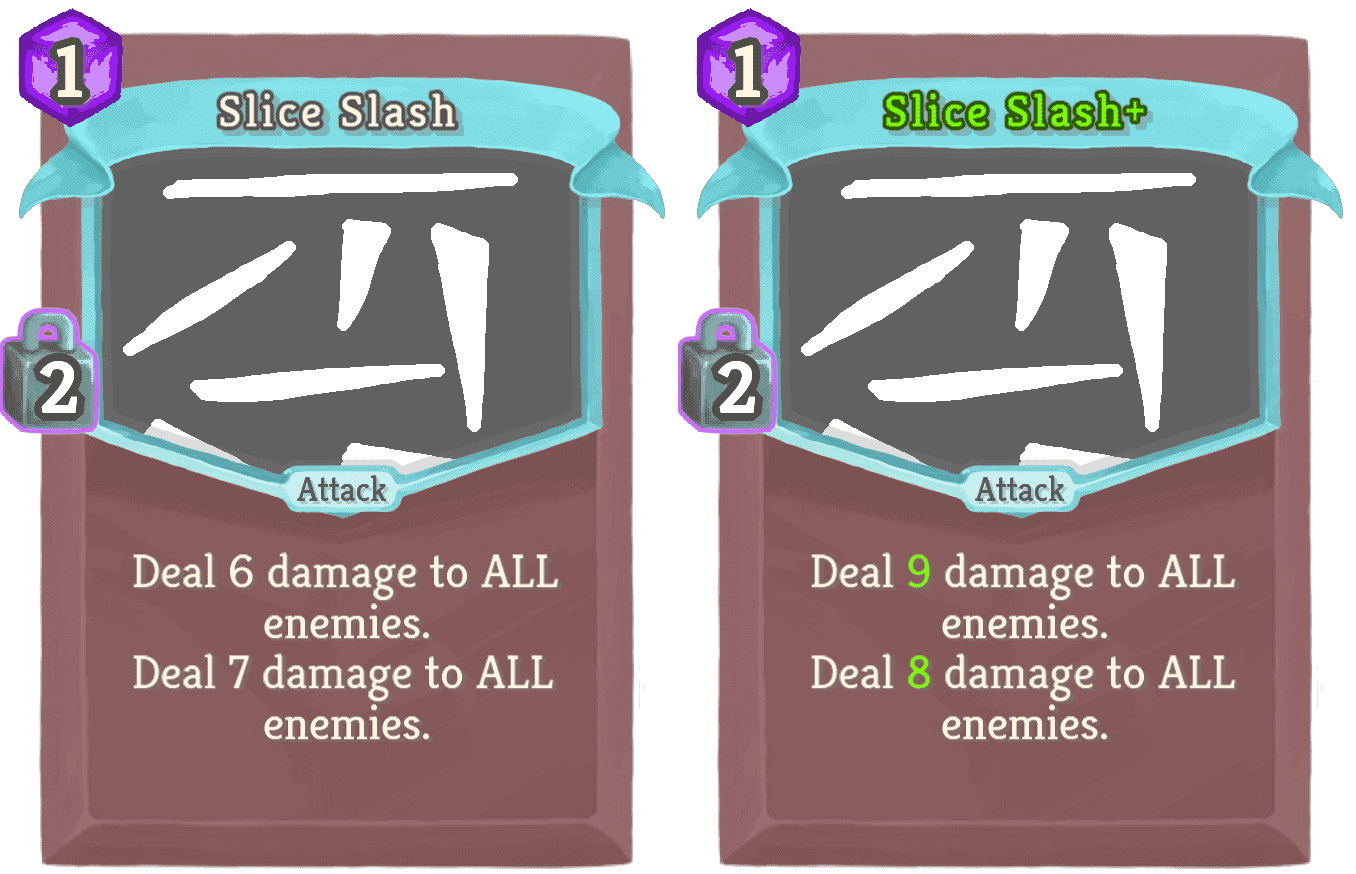 1
Slice Slash
2
Attack
Deal 6 damage to ALL
enemies.
Deal 7 damage to ALL
enemies.
1
Slice Slash+
2
Attack
Deal 9 damage to ALL
enemies.
Deal 8 damage to ALL
enemies.